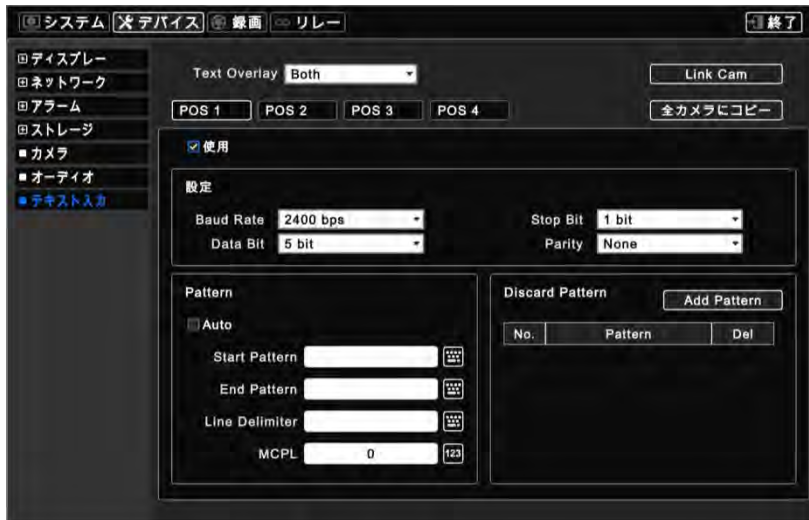 システム デバイス 録画 リレー 終了
ディスプレー
ネットワーク
アラーム
ストレージ
カメラ
オーディオ
テキスト入力
Text Overlay Both Link Cam
POS 1 POS 2 POS 3 POS 4 全カメラにコピー
使用
設定
Baud Rate 2400 bps Stop Bit 1 bit
Data Bit 5 bit Parity None
Pattern
Auto
Start Pattern
End Pattern
Line Delimiter
MCPL 0 123
Discard Pattern Add Pattern
No. Pattern Del